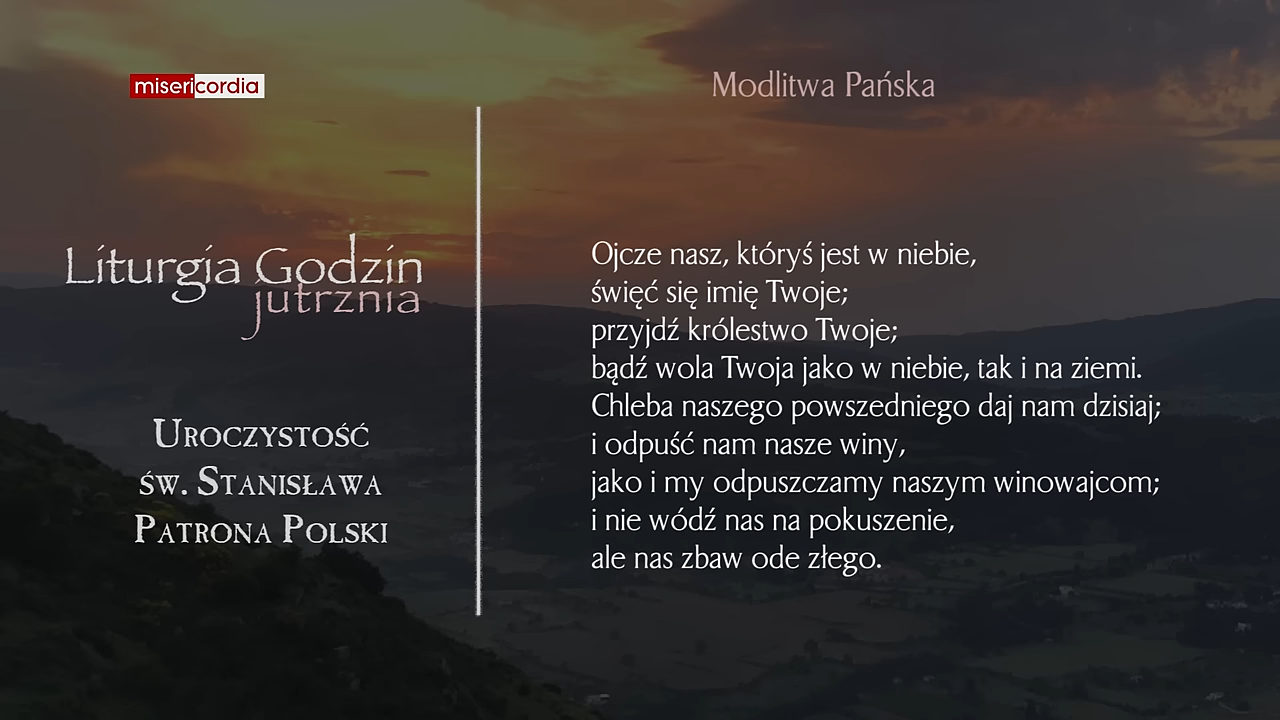 misericordia
Liturgia Godzin
jutrznia
Uroczystość
św. Stanisława
Patrona Polski
Modlitwa Pańska
Ojcze nasz, któryś jest w niebie,
święć się imię Twoje;
przyjdź królestwo Twoje;
bądź wola Twoja jako w niebie, tak i na ziemi.
Chleba naszego powszedniego daj nam dzisiaj;
i odpuść nam nasze winy,
jako i my odpuszczamy naszym winowajcom;
i nie wódź nas na pokuszenie,
ale nas zbaw ode złego.